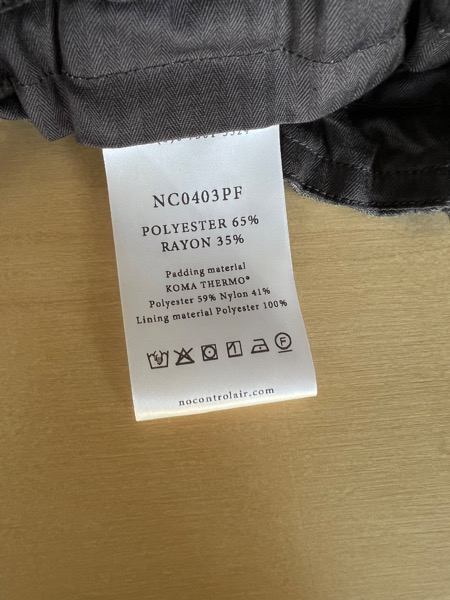 NC0403PF
POLYESTER 65%
RAYON 35%
Padding material
KOMA THERMO®
Polyester 59% Nylon 41%
Lining material Polyester 100%
nocontrolair.com